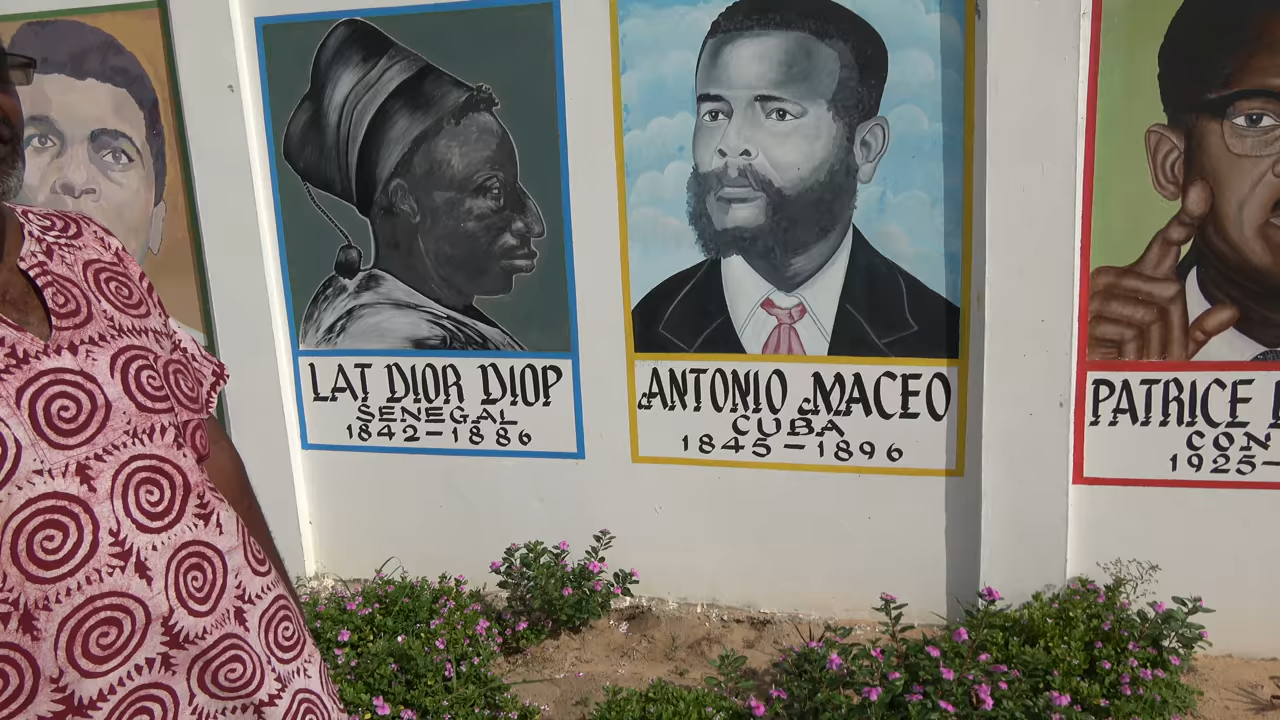 LAT DIOR DIOP
SENEGAL
1842-1886
ANTONIO MACEO
CUBA
1845-1896
PATRICE
CON
1925-